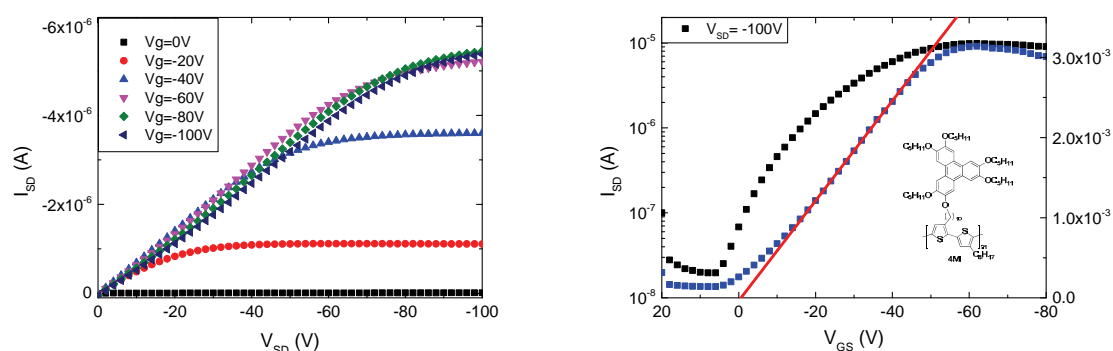 -6x10⁻⁶
-4x10⁻⁶
-2x10⁻⁶
0
I_SD (A)
Vg=0V
Vg=-20V
Vg=-40V
Vg=-60V
Vg=-80V
Vg=-100V
0 -20 -40 -60 -80 -100
V_SD (V)
V_SD= -100V
10⁻⁵
10⁻⁶
10⁻⁷
10⁻⁸
I_SD (A)
3.0x10⁻³
2.0x10⁻³
1.0x10⁻³
0.0
OC₅H₁₁
C₅H₁₁O
OC₅H₁₁
OC₅H₁₁
C₅H₁₁O
O
10
S
S
C₈H₁₇
4MI
20 0 -20 -40 -60 -80
V_GS (V)